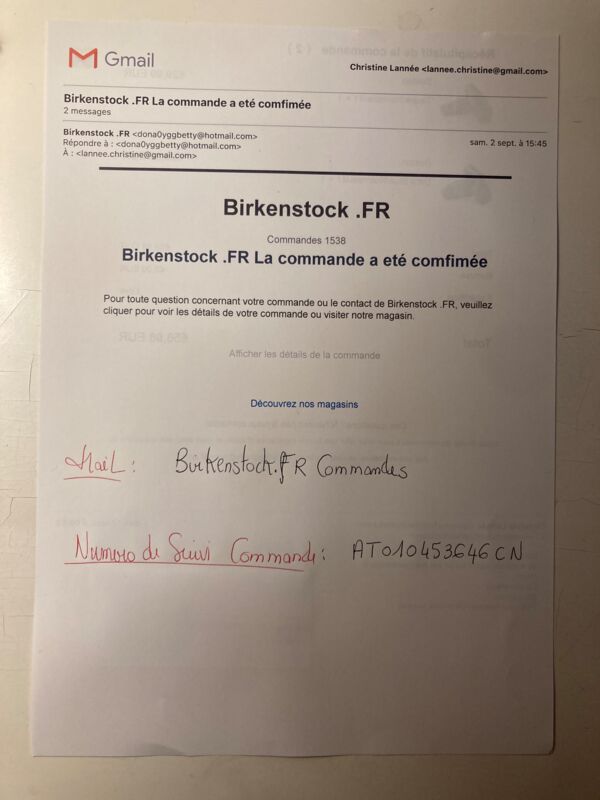 Gmail
Christine Lannée <lannee.christine@gmail.com>
Birkenstock .FR La commande a eté comfimée
2 messages
Birkenstock .FR <dona0yggbetty@hotmail.com>
sam. 2 sept. à 15:45
Répondre à : <dona0yggbetty@hotmail.com>
À : <lannee.christine@gmail.com>
Birkenstock .FR
Commandes 1538
Birkenstock .FR La commande a eté comfimée
Pour toute question concernant votre commande ou le contact de Birkenstock .FR, veuillez
cliquer pour voir les détails de votre commande ou visiter notre magasin.
Afficher les détails de la commande
Découvrez nos magasins
Mail : Birkenstock.FR Commandes
Numero de Suivi Commande : AT010453646CN